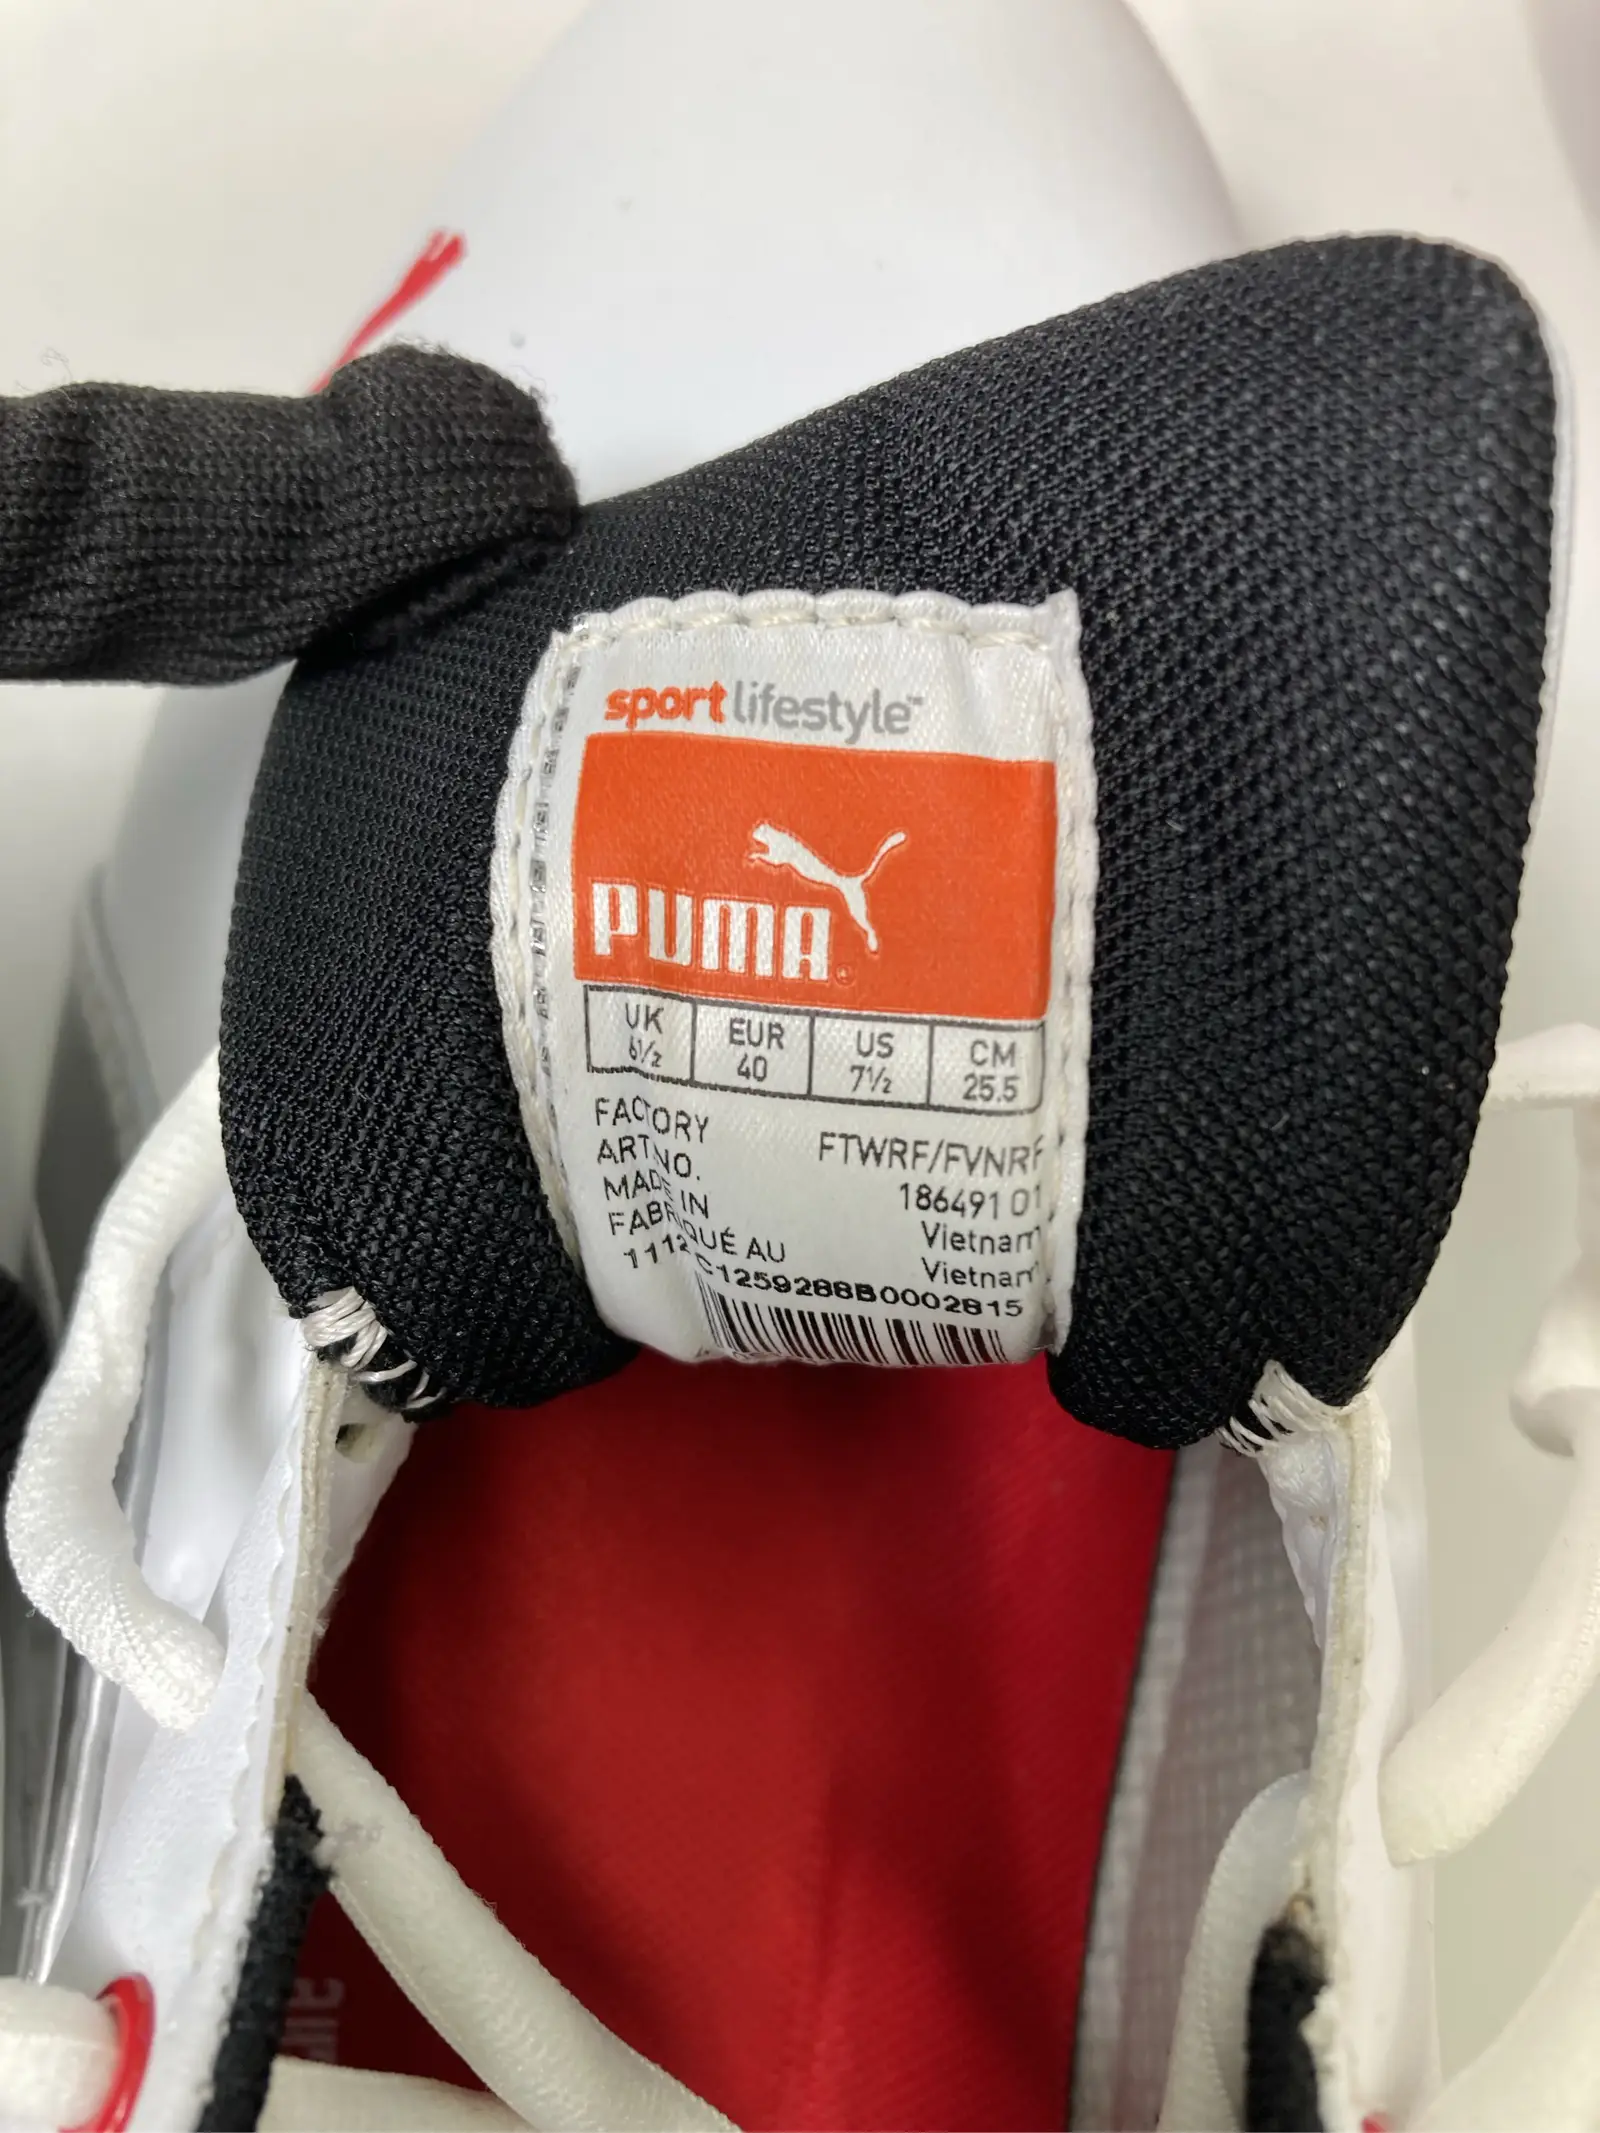 sport lifestyle™
PUMA®
UK EUR US CM
6½ 40 7½ 25.5
FACTORY FTWRF/FVNRF
ART.NO. 186491 01
MADE IN Vietnam
FABRIQUÉ AU Vietnam
C1259288B0002815